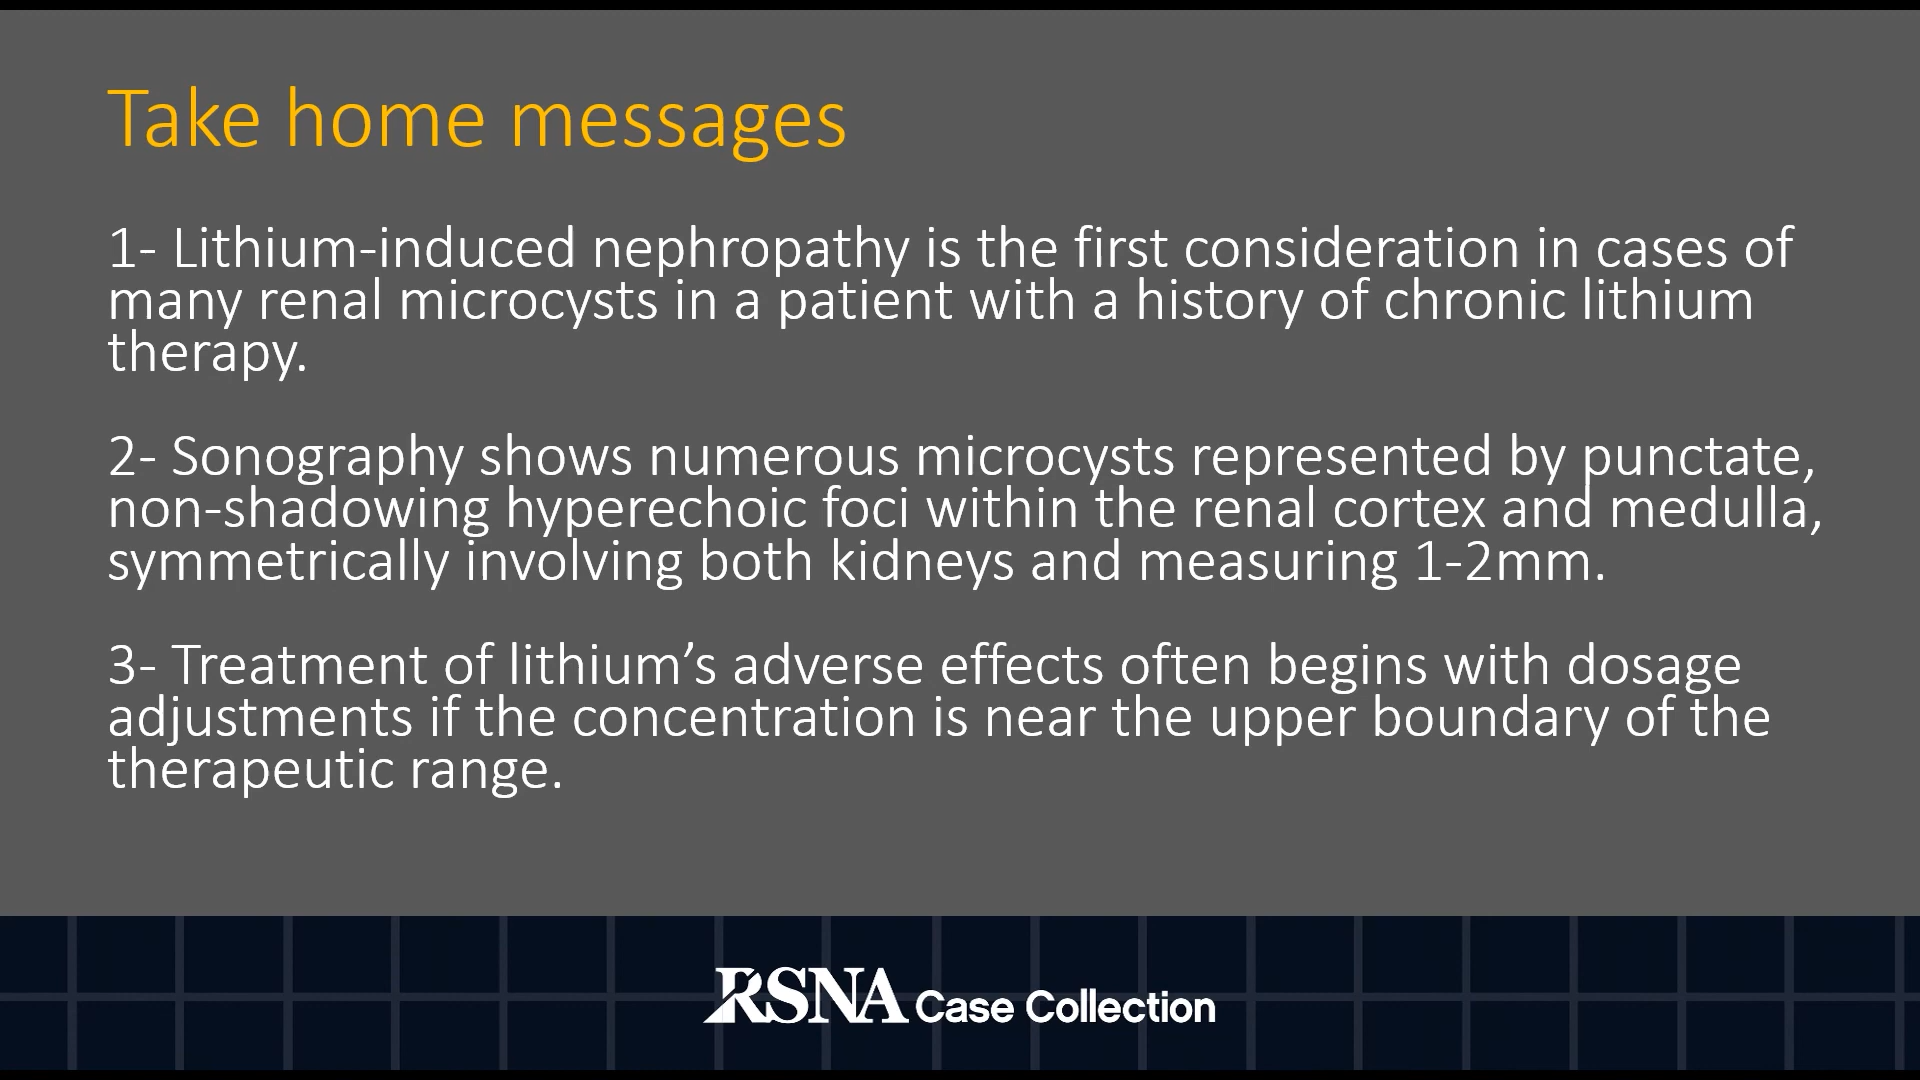 Take home messages
1- Lithium-induced nephropathy is the first consideration in cases of
many renal microcysts in a patient with a history of chronic lithium
therapy.
2- Sonography shows numerous microcysts represented by punctate,
non-shadowing hyperechoic foci within the renal cortex and medulla,
symmetrically involving both kidneys and measuring 1-2mm.
3- Treatment of lithium’s adverse effects often begins with dosage
adjustments if the concentration is near the upper boundary of the
therapeutic range.
RSNA Case Collection